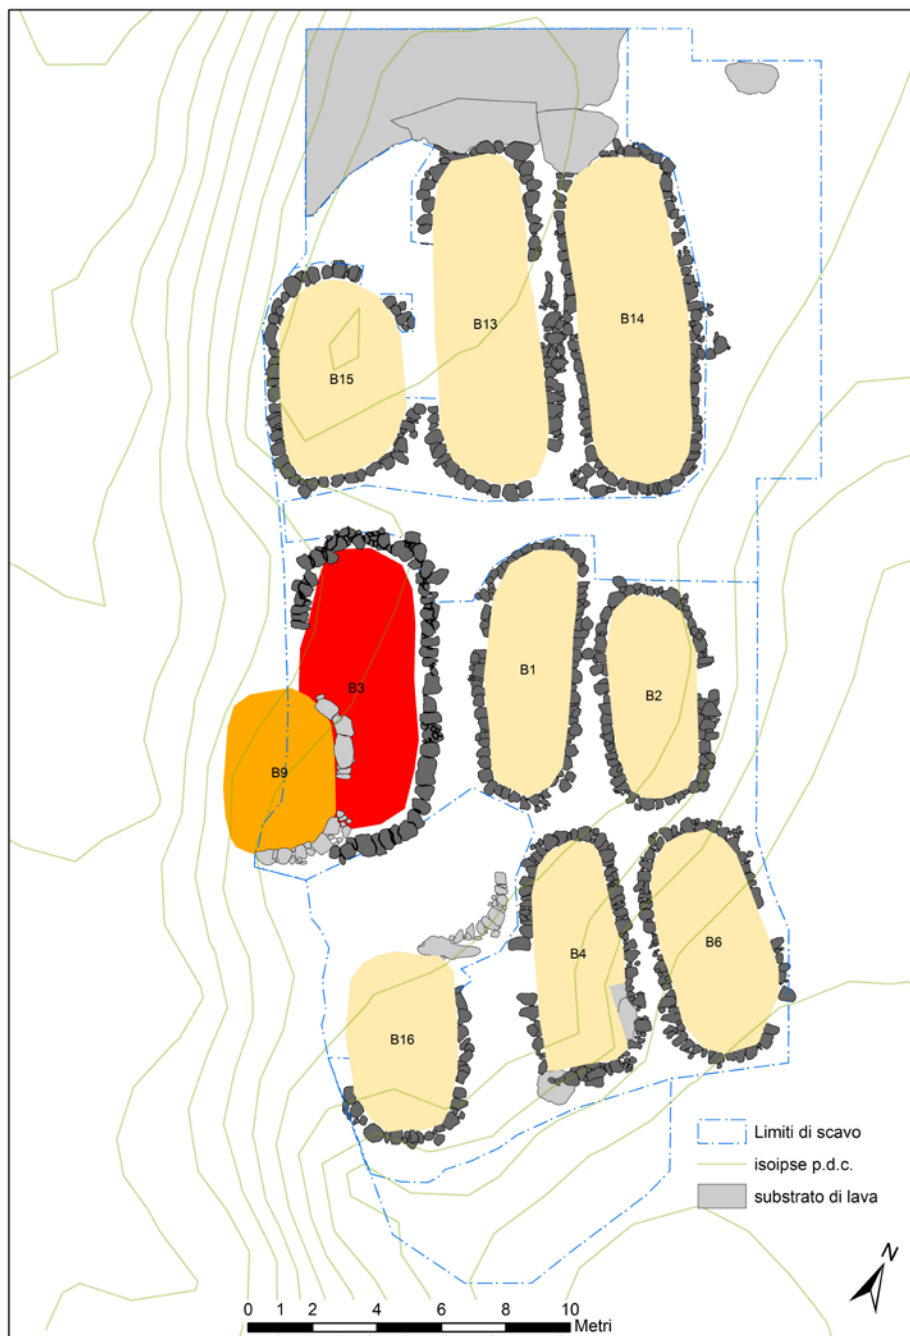 B13
B14
B15
B3
B1
B2
B9
B4
B6
B16
Limiti di scavo
isoipse p.d.c.
substrato di lava
N
0 1 2 4 6 8 10
Metri